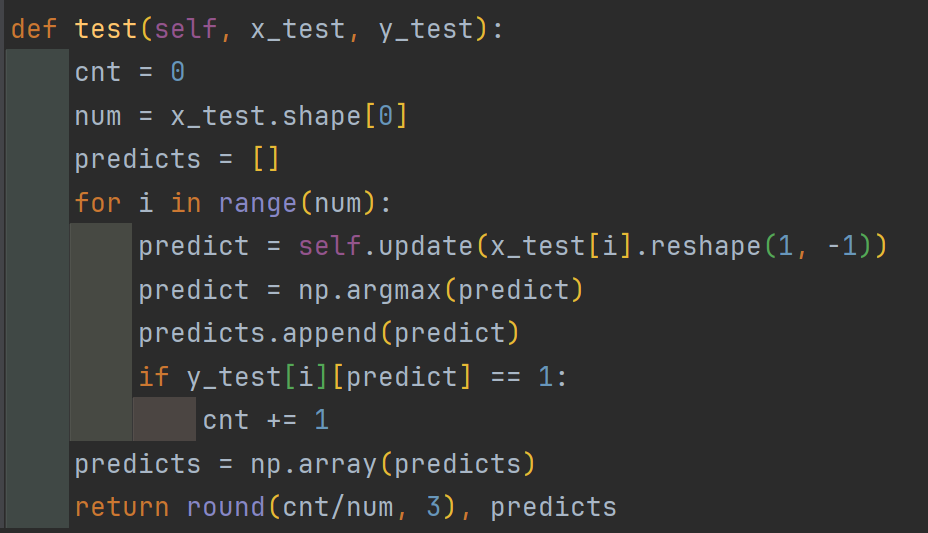 def test(self, x_test, y_test):
    cnt = 0
    num = x_test.shape[0]
    predicts = []
    for i in range(num):
        predict = self.update(x_test[i].reshape(1, -1))
        predict = np.argmax(predict)
        predicts.append(predict)
        if y_test[i][predict] == 1:
            cnt += 1
    predicts = np.array(predicts)
    return round(cnt/num, 3), predicts